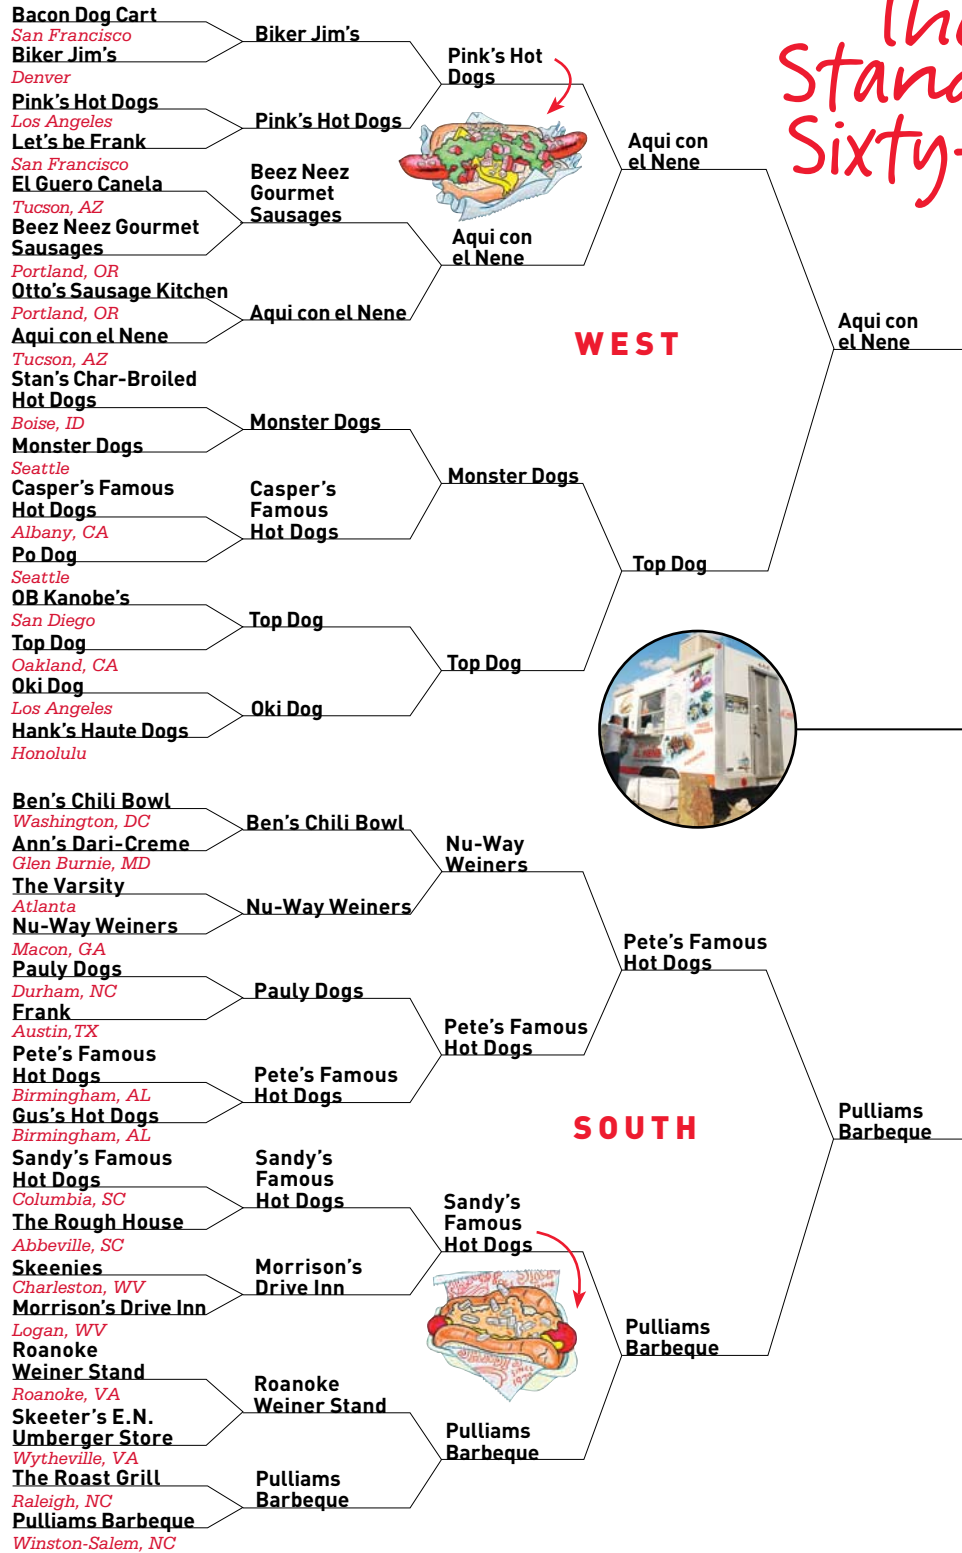 The
Stand
Sixty-
Bacon Dog Cart
San Francisco
Biker Jim's
Denver
Pink's Hot Dogs
Los Angeles
Let's be Frank
San Francisco
El Guero Canela
Tucson, AZ
Beez Neez Gourmet
Sausages
Portland, OR
Otto's Sausage Kitchen
Portland, OR
Aqui con el Nene
Tucson, AZ
Stan's Char-Broiled
Hot Dogs
Boise, ID
Monster Dogs
Seattle
Casper's Famous
Hot Dogs
Albany, CA
Po Dog
Seattle
OB Kanobe's
San Diego
Top Dog
Oakland, CA
Oki Dog
Los Angeles
Hank's Haute Dogs
Honolulu
Biker Jim's
Pink's Hot Dogs
Beez Neez
Gourmet
Sausages
Aqui con el Nene
Monster Dogs
Casper's
Famous
Hot Dogs
Top Dog
Oki Dog
Pink's Hot
Dogs
Aqui con
el Nene
Monster Dogs
Top Dog
Aqui con
el Nene
Top Dog
WEST
Aqui con
el Nene
Ben's Chili Bowl
Washington, DC
Ann's Dari-Creme
Glen Burnie, MD
The Varsity
Atlanta
Nu-Way Weiners
Macon, GA
Pauly Dogs
Durham, NC
Frank
Austin,TX
Pete's Famous
Hot Dogs
Birmingham, AL
Gus's Hot Dogs
Birmingham, AL
Sandy's Famous
Hot Dogs
Columbia, SC
The Rough House
Abbeville, SC
Skeenies
Charleston, WV
Morrison's Drive Inn
Logan, WV
Roanoke
Weiner Stand
Roanoke, VA
Skeeter's E.N.
Umberger Store
Wytheville, VA
The Roast Grill
Raleigh, NC
Pulliams Barbeque
Winston-Salem, NC
Ben's Chili Bowl
Nu-Way Weiners
Pauly Dogs
Pete's Famous
Hot Dogs
Sandy's
Famous
Hot Dogs
Morrison's
Drive Inn
Roanoke
Weiner Stand
Pulliams
Barbeque
Nu-Way
Weiners
Pete's Famous
Hot Dogs
Sandy's
Famous
Hot Dogs
SINCE
Pulliams
Barbeque
Pete's Famous
Hot Dogs
Pulliams
Barbeque
SOUTH
Pulliams
Barbeque